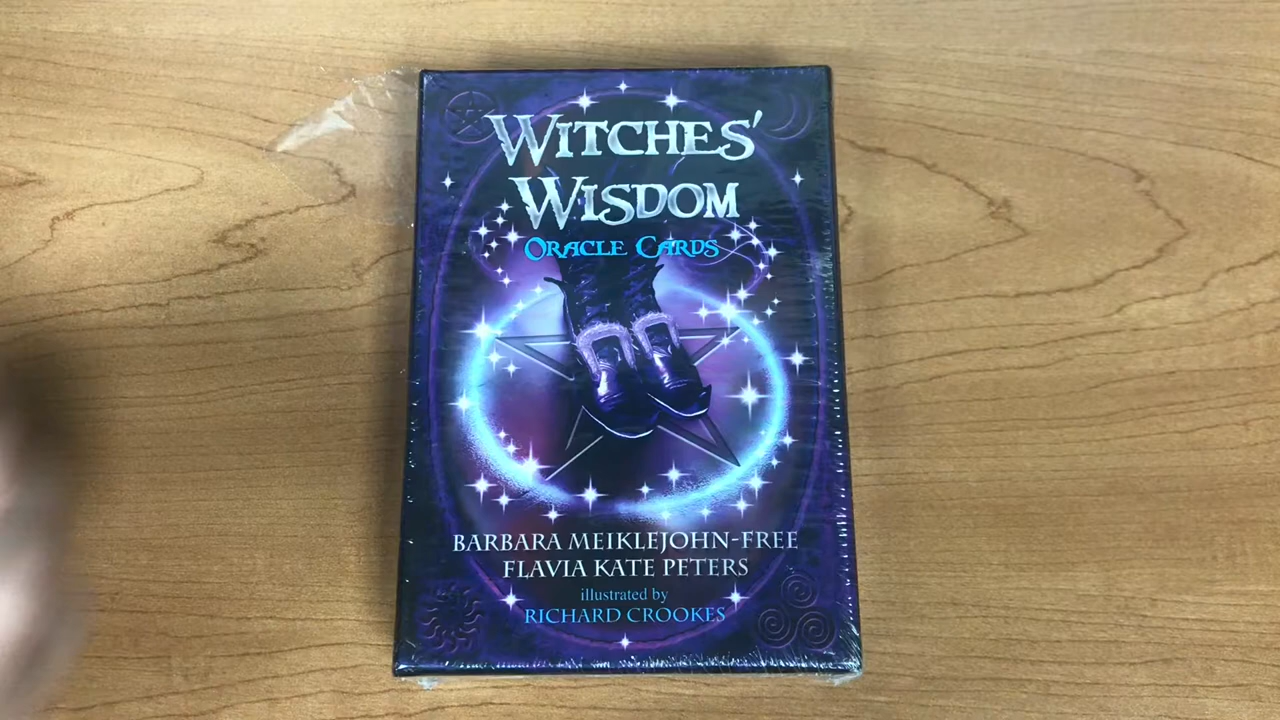 WITCHES'
WISDOM
ORACLE CARDS
BARBARA MEIKLEJOHN-FREE
FLAVIA KATE PETERS
illustrated by
RICHARD CROOKES